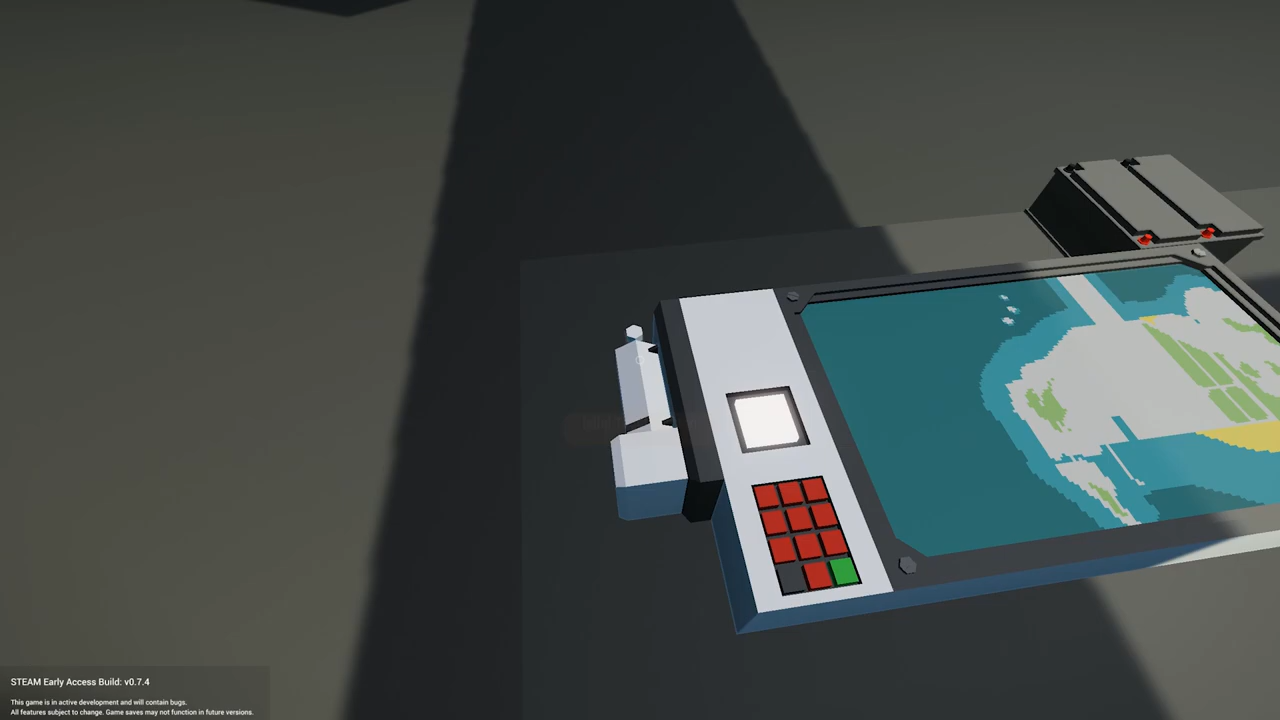 STEAM Early Access Build: v0.7.4
This game is in active development and will contain bugs.
All features subject to change. Game saves may not function in future versions.